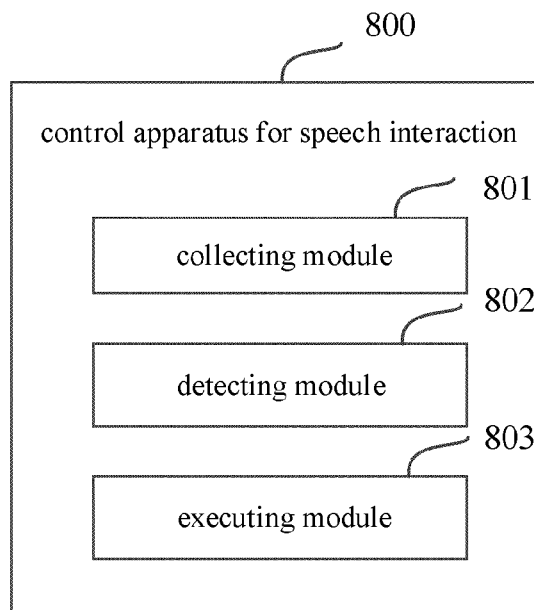 800
control apparatus for speech interaction
801
collecting module
802
detecting module
803
executing module